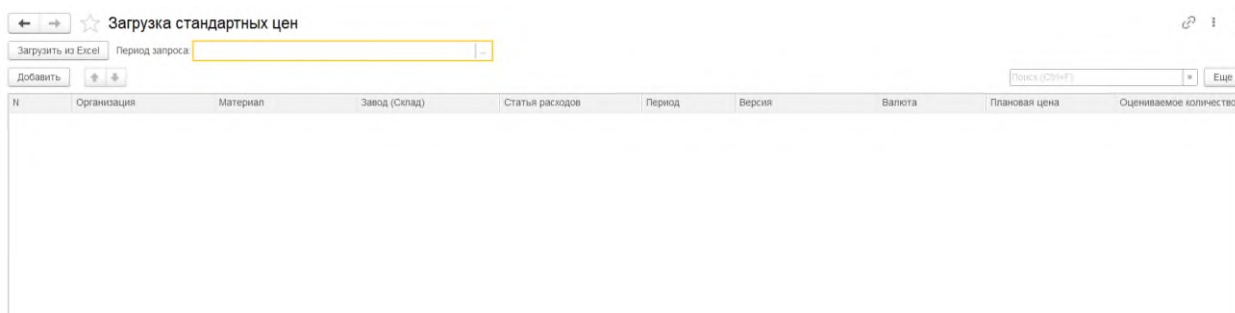 Загрузка стандартных цен
Загрузить из Excel Период запроса: ...
Добавить Поиск (Ctrl+F) × Еще
N Организация Материал Завод (Склад) Статья расходов Период Версия Валюта Плановая цена Оцениваемое количество